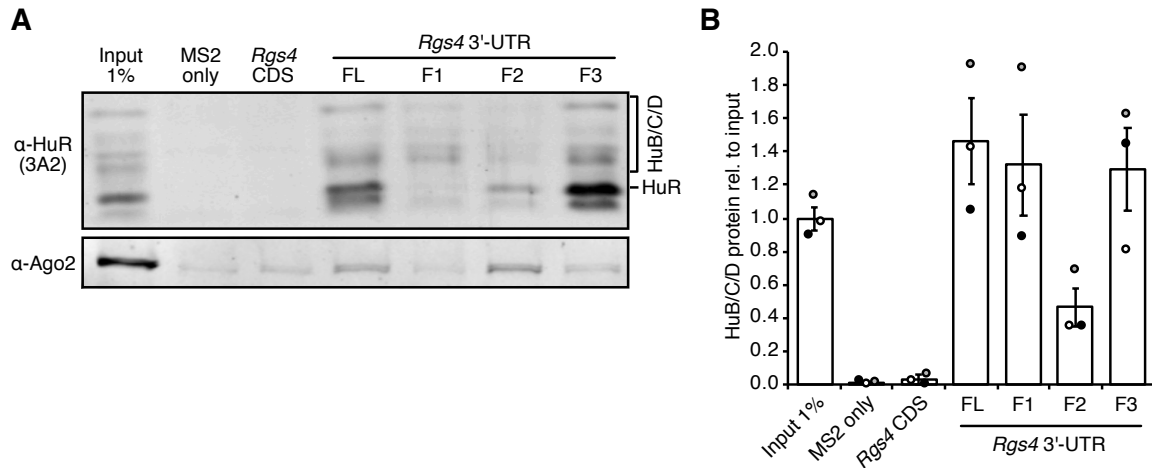 A
Input 1%
MS2 only
Rgs4 CDS
Rgs4 3'-UTR
FL F1 F2 F3
α-HuR (3A2)
HuB/C/D
HuR
α-Ago2
B
HuB/C/D protein rel. to input
2.0
1.8
1.6
1.4
1.2
1.0
0.8
0.6
0.4
0.2
0.0
Input 1%
MS2 only
Rgs4 CDS
FL F1 F2 F3
Rgs4 3'-UTR